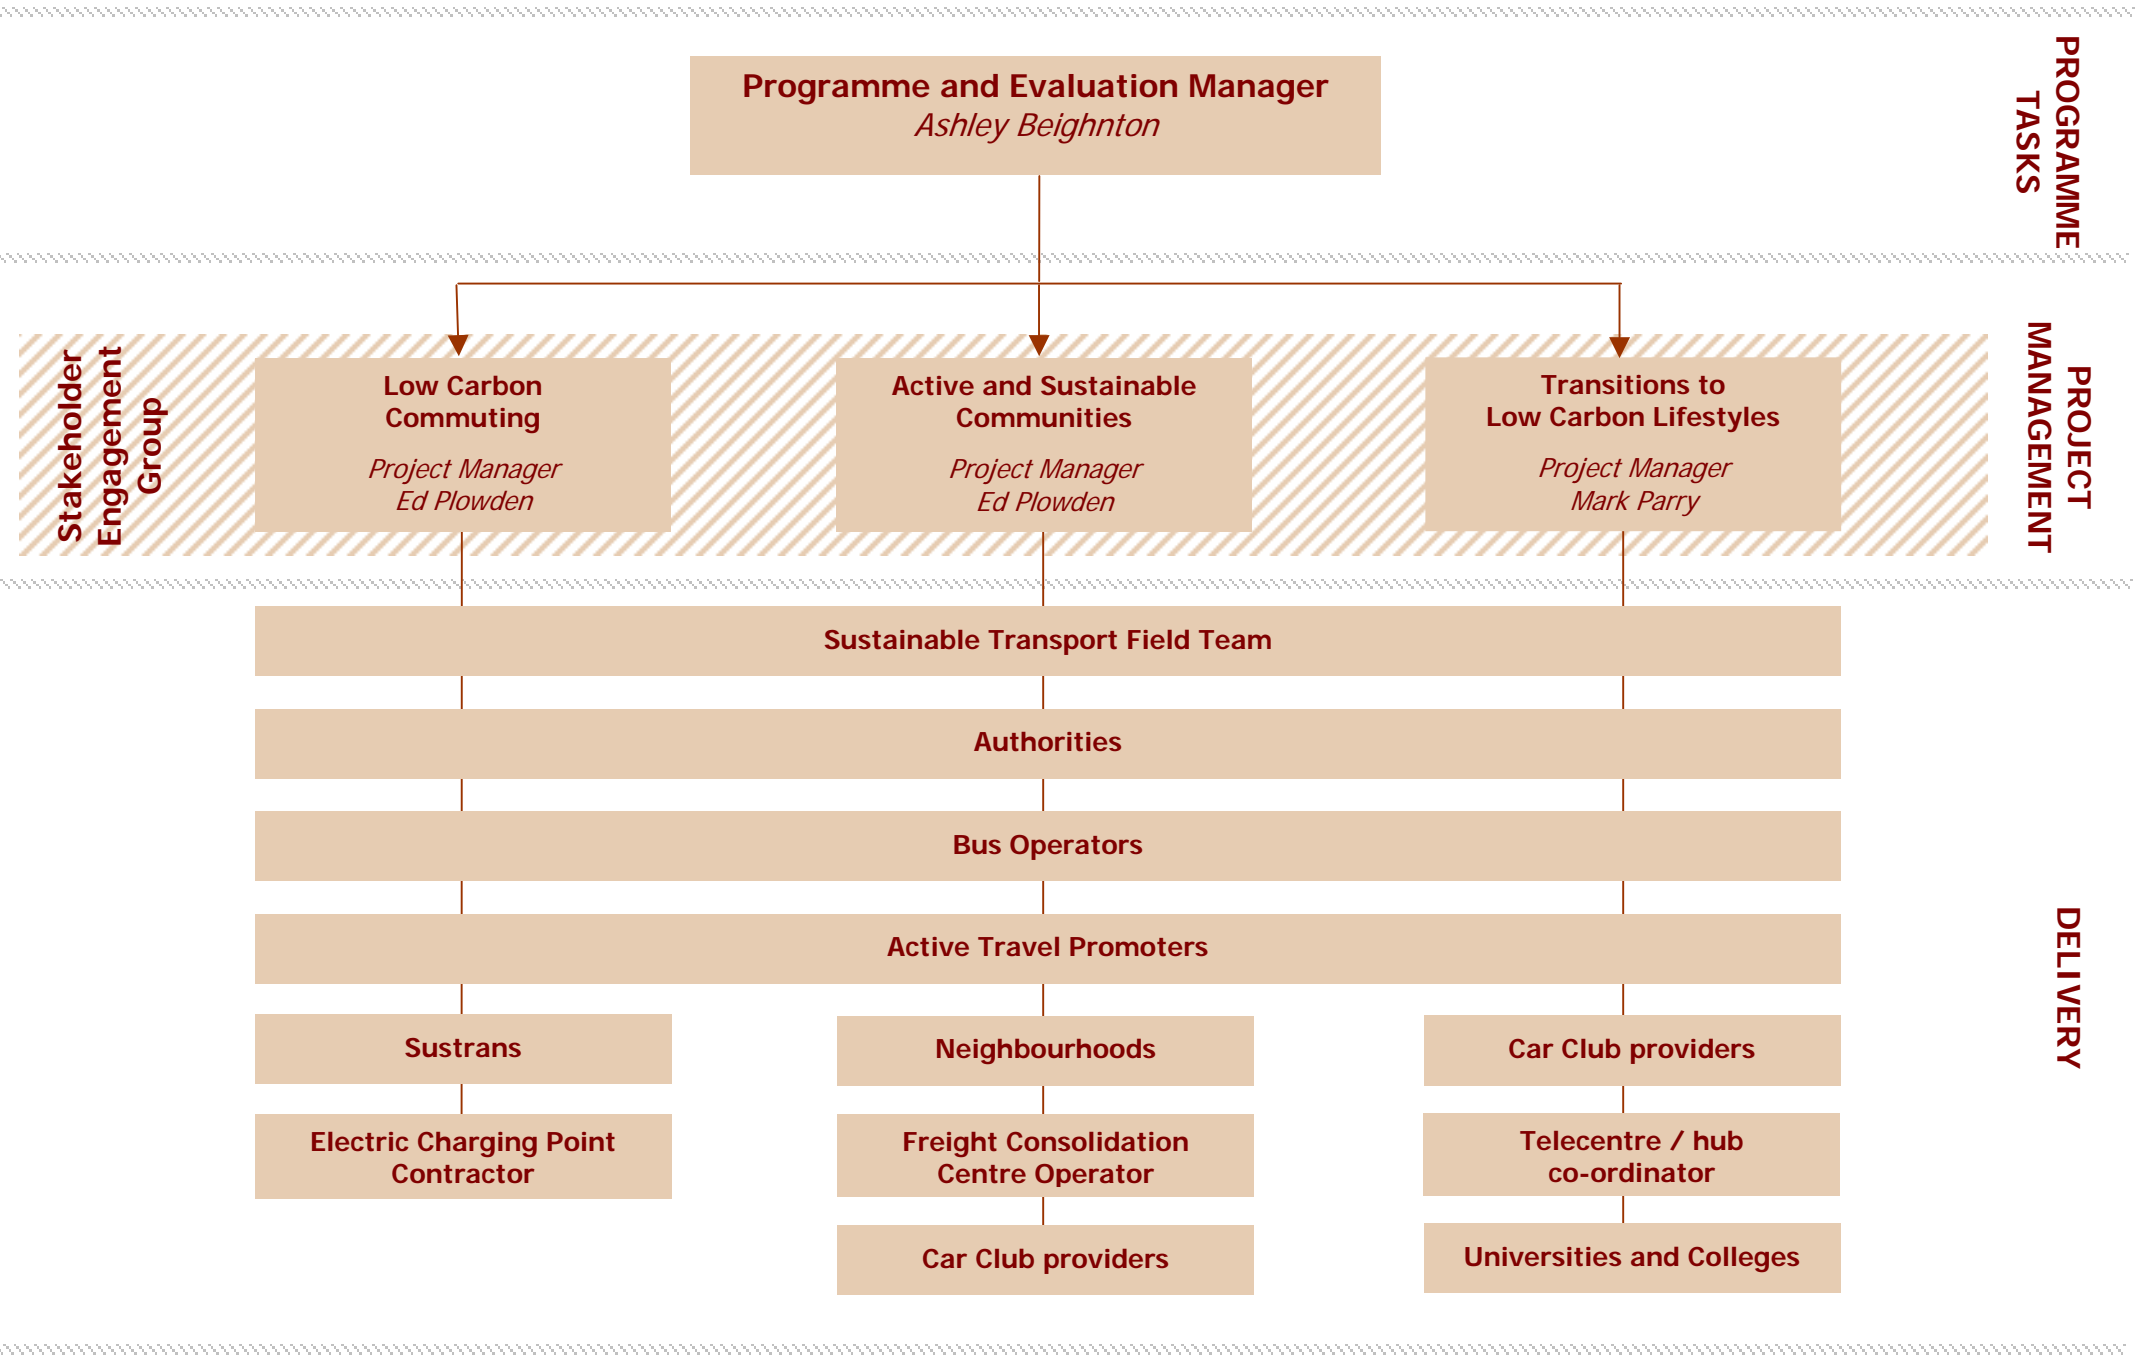 Programme and Evaluation Manager
Ashley Beighnton
PROGRAMME
TASKS
Stakeholder
Engagement
Group
Low Carbon
Commuting
Project Manager
Ed Plowden
Active and Sustainable
Communities
Project Manager
Ed Plowden
Transitions to
Low Carbon Lifestyles
Project Manager
Mark Parry
PROJECT
MANAGEMENT
Sustainable Transport Field Team
Authorities
Bus Operators
Active Travel Promoters
DELIVERY
Sustrans
Electric Charging Point
Contractor
Neighbourhoods
Freight Consolidation
Centre Operator
Car Club providers
Car Club providers
Telecentre / hub
co-ordinator
Universities and Colleges